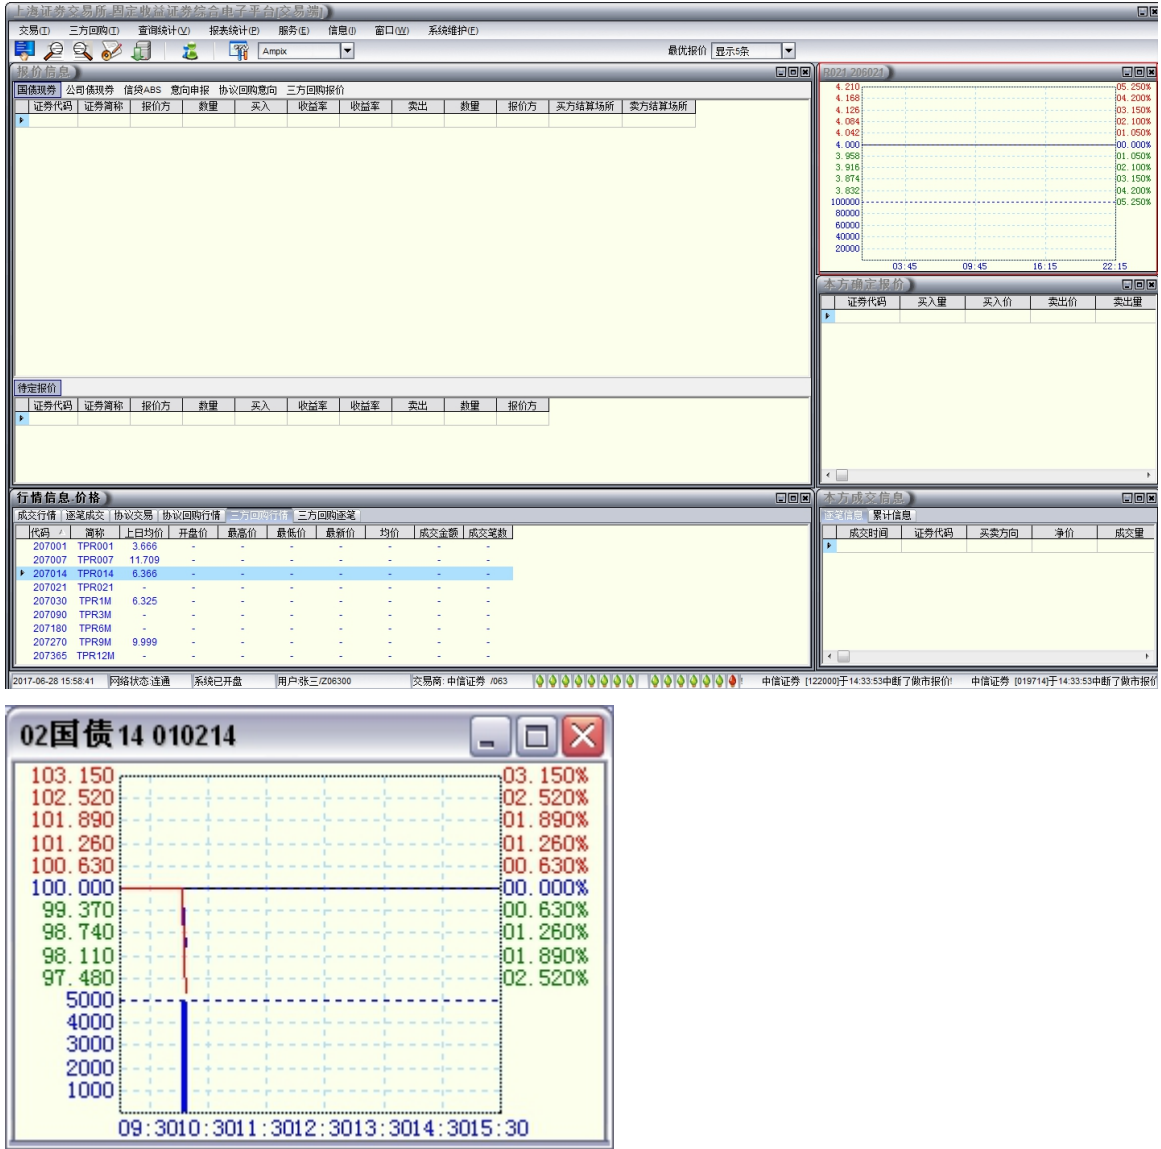 上海证券交易所-固定收益证券综合电子平台[交易端]
交易(T) 三方回购(T) 查询统计(V) 报表统计(P) 服务(E) 信息(I) 窗口(W) 系统维护(F)
Ampix 最优报价 显示5条
报价信息
国债现券 公司债现券 信贷ABS 意向申报 协议回购意向 三方回购报价
证券代码 证券简称 报价方 数量 买入 收益率 收益率 卖出 数量 报价方 买方结算场所 卖方结算场所
待定报价
证券代码 证券简称 报价方 数量 买入 收益率 收益率 卖出 数量 报价方
R021 206021
4.210 05.250%
4.168 04.200%
4.126 03.150%
4.084 02.100%
4.042 01.050%
4.000 00.000%
3.958 01.050%
3.916 02.100%
3.874 03.150%
3.832 04.200%
100000 05.250%
80000
60000
40000
20000
03:45 09:45 16:15 22:15
本方确定报价
证券代码 买入量 买入价 卖出价 卖出量
行情信息-价格
成交行情 逐笔成交 协议交易 协议回购行情 三方回购行情 三方回购逐笔
代码 简称 上日均价 开盘价 最高价 最低价 最新价 均价 成交金额 成交笔数
207001 TPR001 3.666 - - - - - - -
207007 TPR007 11.709 - - - - - - -
207014 TPR014 6.366 - - - - - - -
207021 TPR021 - - - - - - - -
207030 TPR1M 6.325 - - - - - - -
207090 TPR3M - - - - - - - -
207180 TPR6M - - - - - - - -
207270 TPR9M 9.999 - - - - - - -
207365 TPR12M - - - - - - - -
本方成交信息
逐笔信息 累计信息
成交时间 证券代码 买卖方向 净价 成交量
2017-06-28 15:58:41 网络状态:连通 系统已开盘 用户:张三/Z06300 交易商: 中信证券 /063 中信证券 [122000]于14:33:53中断了做市报价! 中信证券 [019714]于14:33:53中断了做市报价
02国债14 010214
103.150 03.150%
102.520 02.520%
101.890 01.890%
101.260 01.260%
100.630 00.630%
100.000 00.000%
99.370 00.630%
98.740 01.260%
98.110 01.890%
97.480 02.520%
5000
4000
3000
2000
1000
09:3010:3011:3012:3013:3014:3015:30